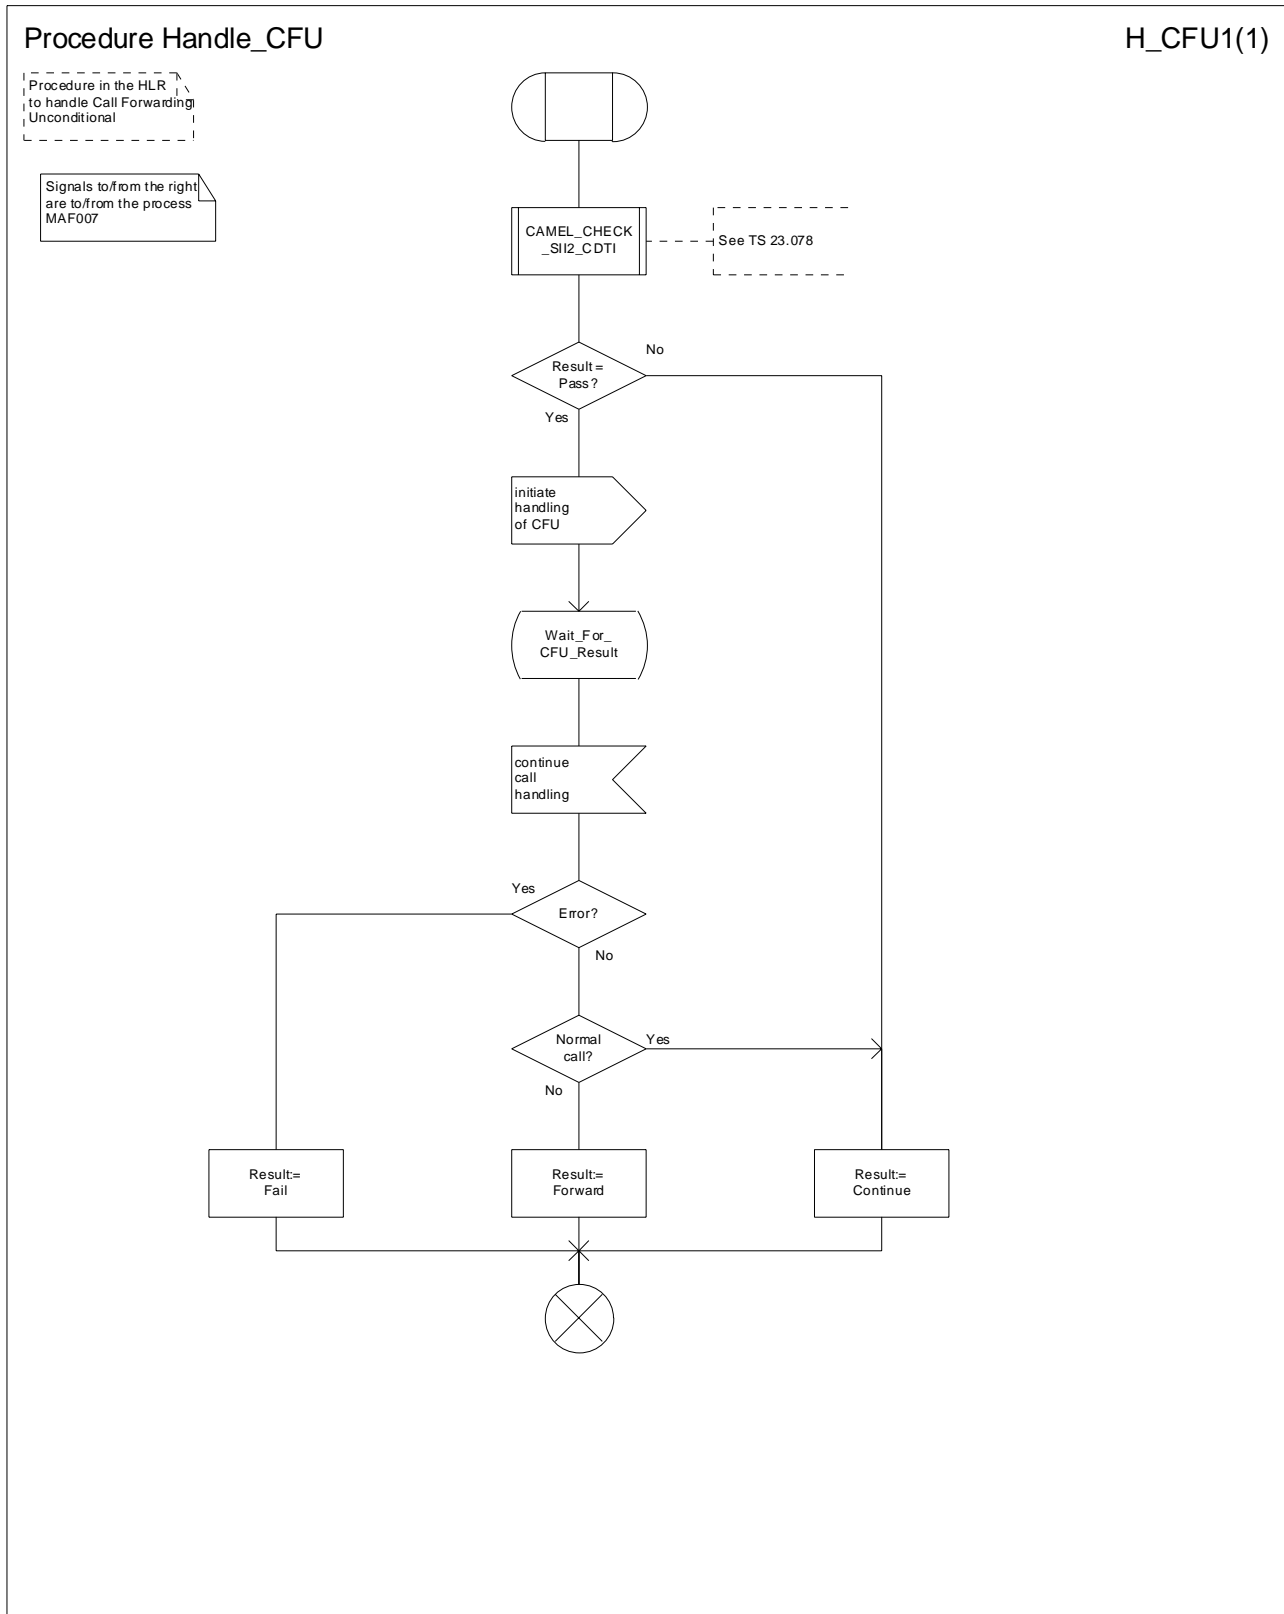 Procedure Handle_CFU
H_CFU1(1)
Procedure in the HLR
to handle Call Forwarding
Unconditional
Signals to/from the right
are to/from the process
MAF007
CAMEL_CHECK
_SII2_CDTI
See TS 23.078
Result =
Pass?
No
Yes
initiate
handling
of CFU
Wait_For_
CFU_Result
continue
call
handling
Yes
Error?
No
Normal
call?
Yes
No
Result:=
Fail
Result:=
Forward
Result:=
Continue